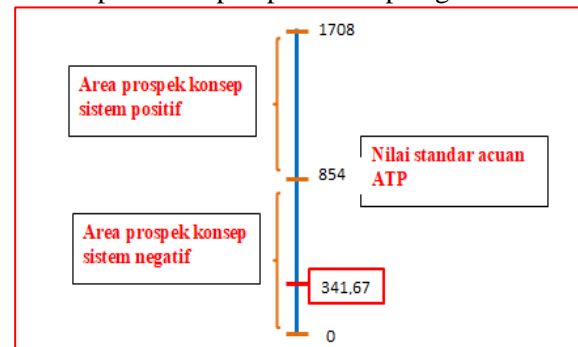 1708
Area prospek konsep
sistem positif
Nilai standar acuan
ATP
854
Area prospek konsep
sistem negatif
341,67
0